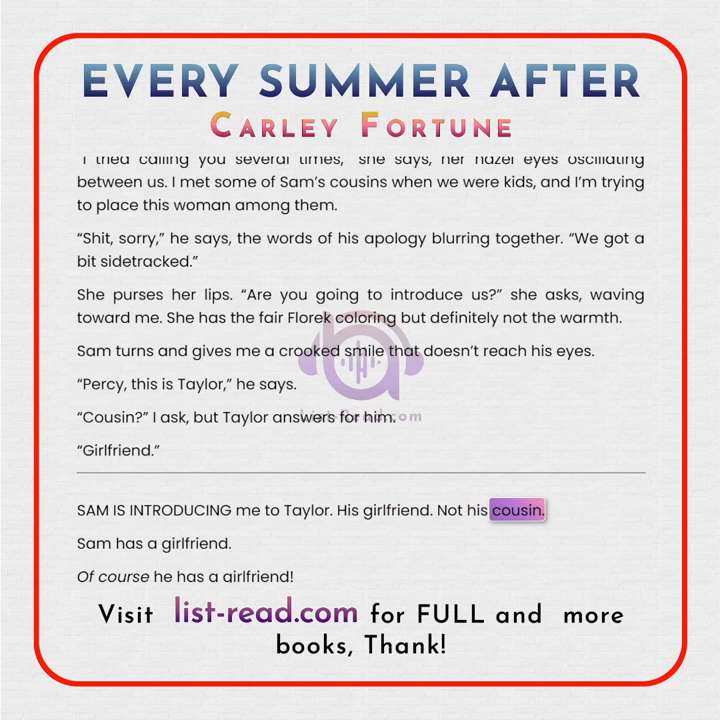 EVERY SUMMER AFTER
CARLEY FORTUNE
"I tried calling you several times," she says, her hazel eyes oscillating
between us. I met some of Sam's cousins when we were kids, and I'm trying
to place this woman among them.
"Shit, sorry," he says, the words of his apology blurring together. "We got a
bit sidetracked."
She purses her lips. "Are you going to introduce us?" she asks, waving
toward me. She has the fair Florek coloring but definitely not the warmth.
Sam turns and gives me a crooked smile that doesn't reach his eyes.
"Percy, this is Taylor," he says.
"Cousin?" I ask, but Taylor answers for him.
List-Read.com
"Girlfriend."
SAM IS INTRODUCING me to Taylor. His girlfriend. Not his cousin.
Sam has a girlfriend.
Of course he has a girlfriend!
Visit list-read.com for FULL and more
books, Thank!